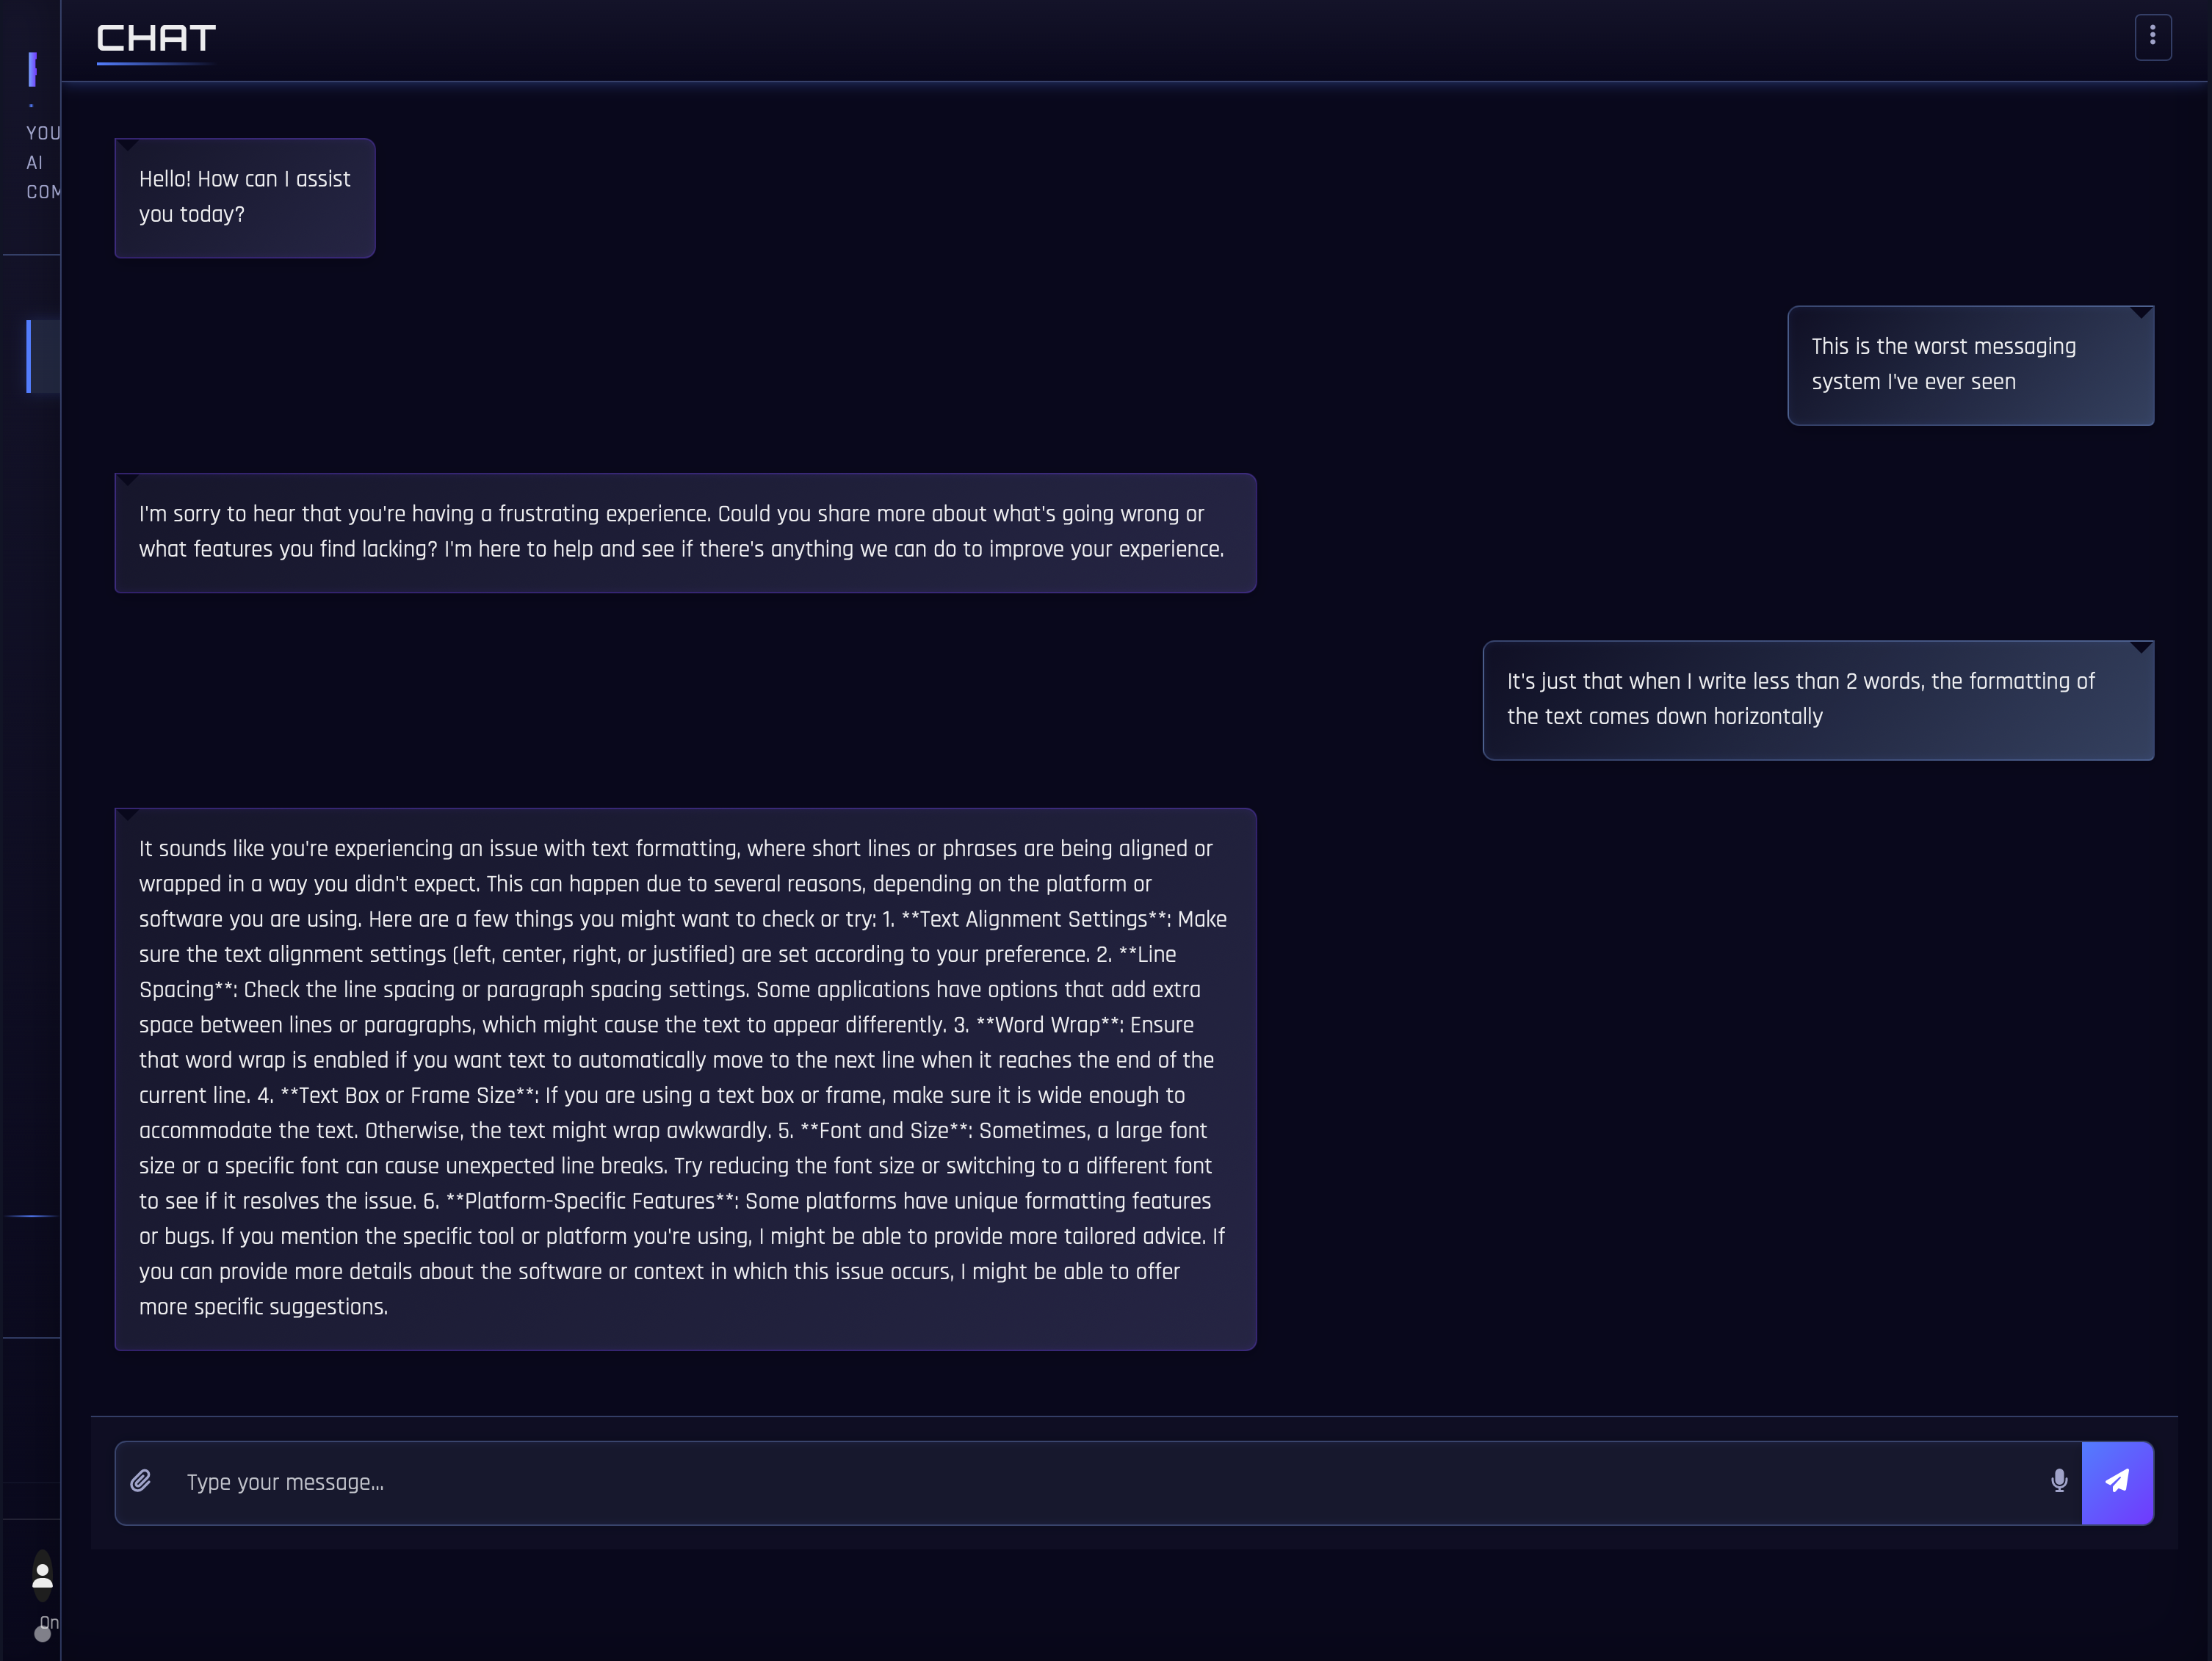 CHAT
YOU
AI
COM
Hello! How can I assist
you today?
This is the worst messaging
system I've ever seen
I'm sorry to hear that you're having a frustrating experience. Could you share more about what's going wrong or
what features you find lacking? I'm here to help and see if there's anything we can do to improve your experience.
It's just that when I write less than 2 words, the formatting of
the text comes down horizontally
It sounds like you're experiencing an issue with text formatting, where short lines or phrases are being aligned or
wrapped in a way you didn't expect. This can happen due to several reasons, depending on the platform or
software you are using. Here are a few things you might want to check or try: 1. **Text Alignment Settings**: Make
sure the text alignment settings (left, center, right, or justified) are set according to your preference. 2. **Line
Spacing**: Check the line spacing or paragraph spacing settings. Some applications have options that add extra
space between lines or paragraphs, which might cause the text to appear differently. 3. **Word Wrap**: Ensure
that word wrap is enabled if you want text to automatically move to the next line when it reaches the end of the
current line. 4. **Text Box or Frame Size**: If you are using a text box or frame, make sure it is wide enough to
accommodate the text. Otherwise, the text might wrap awkwardly. 5. **Font and Size**: Sometimes, a large font
size or a specific font can cause unexpected line breaks. Try reducing the font size or switching to a different font
to see if it resolves the issue. 6. **Platform-Specific Features**: Some platforms have unique formatting features
or bugs. If you mention the specific tool or platform you're using, I might be able to provide more tailored advice. If
you can provide more details about the software or context in which this issue occurs, I might be able to offer
more specific suggestions.
Type your message...
On